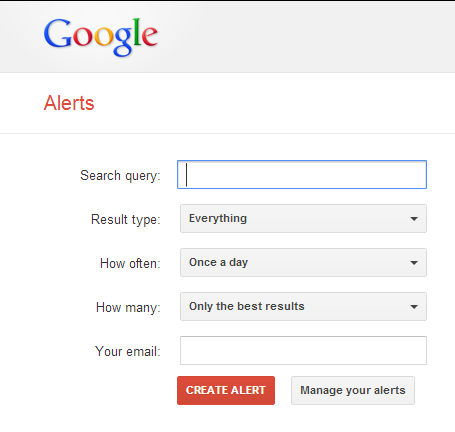 Google
Alerts
Search query:
Result type: Everything
How often: Once a day
How many: Only the best results
Your email:
CREATE ALERT Manage your alerts